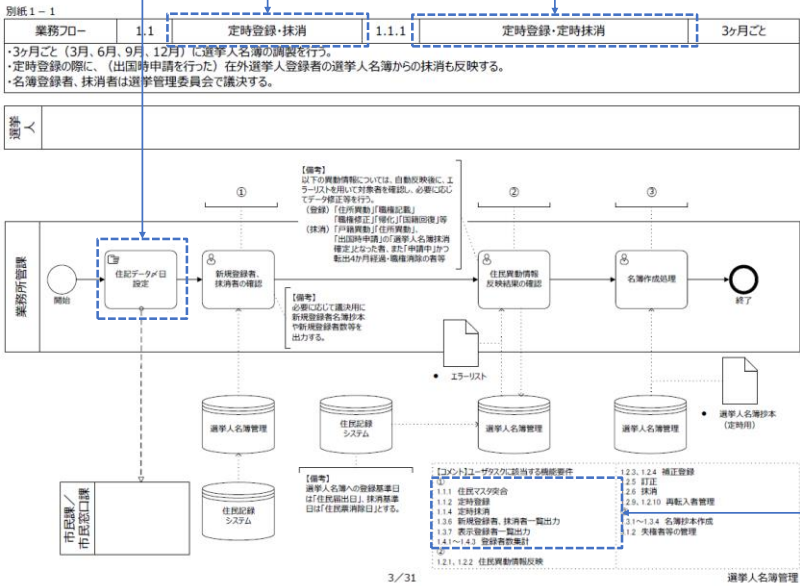 別紙1-1
業務フロー 1.1 定時登録・抹消 1.1.1 定時登録・定時抹消 3ヶ月ごと
・3ヶ月ごと(3月、6月、9月、12月)に選挙人名簿の調製を行う。
・定時登録の際に、(出国時申請を行った)在外選挙人登録者の選挙人名簿からの抹消も反映する。
・名簿登録者、抹消者は選挙管理委員会で議決する。
選挙人
業務所管課
開始
住記データ〆日
設定
①
新規登録者、
抹消者の確認
【備考】
必要に応じて議決用に
新規登録者名簿抄本
や新規登録者数等を
出力する。
【備考】
以下の異動情報については、自動反映後に、エ
ラーリストを用いて対象者を確認し、必要に応じ
てデータ修正等を行う。
(登録)「住所異動」「職権記載」
「職権修正」「帰化」「国籍回復」等
(抹消)「戸籍異動」「住所異動」、
「出国時申請」の「選挙人名簿抹消
確定」となった者、また「申請中」かつ
転出4か月経過・職権消除の者等
②
住民異動情報
反映結果の確認
③
名簿作成処理
終了
エラーリスト
選挙人名簿抄本
(定時用)
選挙人名簿管理
住民記録
システム
選挙人名簿管理
選挙人名簿管理
住民記録
システム
【備考】
選挙人名簿への登録基準日
は「住民届出日」、抹消基準
日は「住民票消除日」とする。
市民課/
市民窓口課
【コメント】ユーザタスクに該当する機能要件
①
1.1.1 住民マスタ突合
1.1.2 定時登録
1.1.4 定時抹消
1.3.6 新規登録者、抹消者一覧出力
1.3.7 表示登録者一覧出力
1.4.1~1.4.3 登録者数集計
②
1.2.1、1.2.2 住民異動情報反映
1.2.3、1.2.4 補正登録
2.5 訂正
2.6 抹消
2.9、1.2.10 再転入者管理
3.1~1.3.4 名簿抄本作成
1.2 失権者等の管理
3/31
選挙人名簿管理